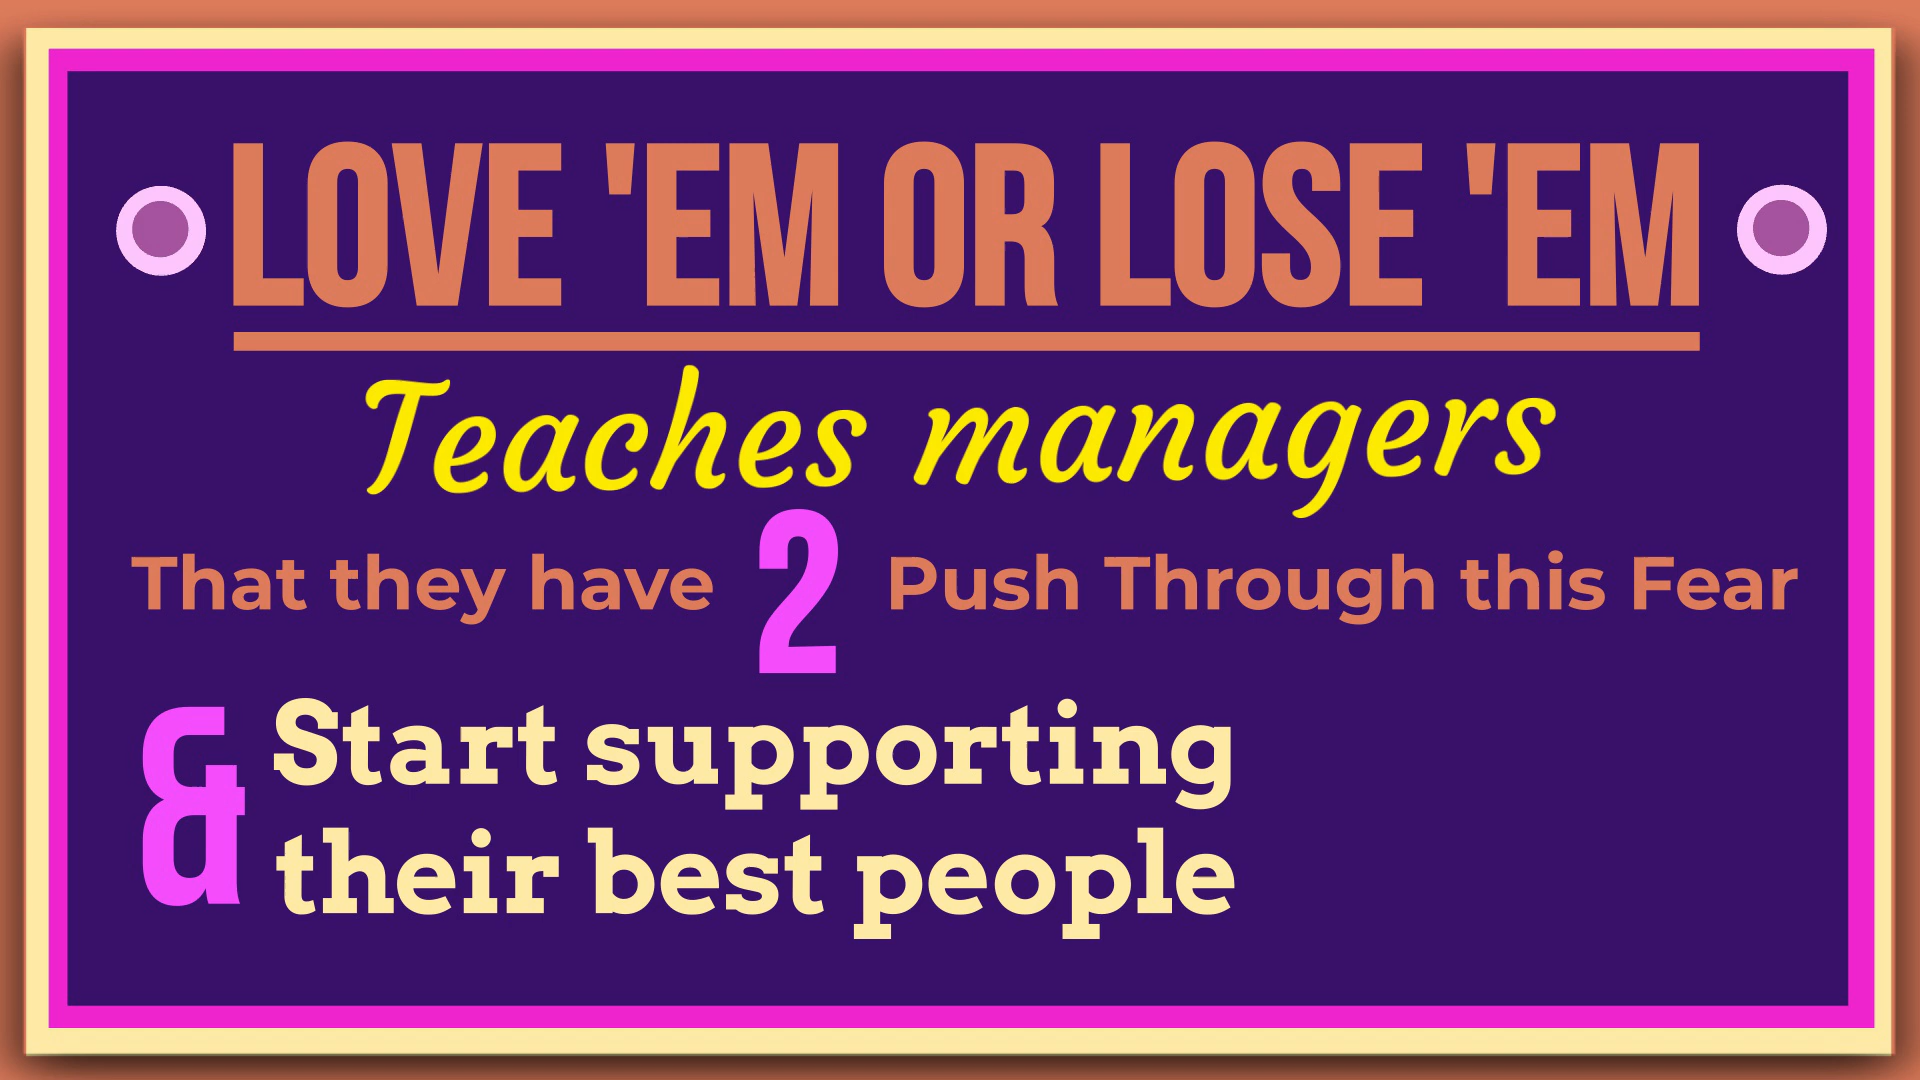 LOVE 'EM OR LOSE 'EM
Teaches managers
That they have 2 Push Through this Fear
& Start supporting
their best people